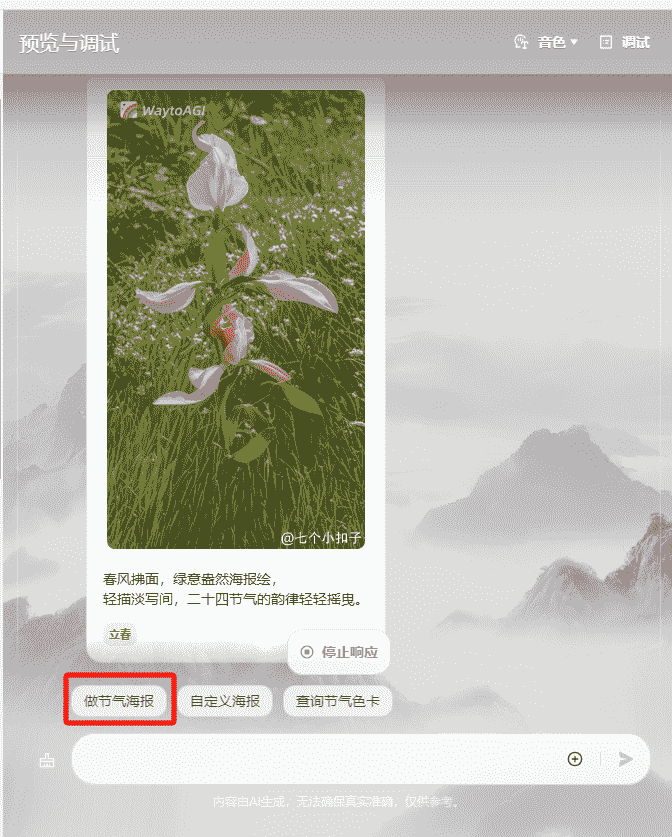 预览与调试
音色
调试
WaytoAGI
@七个小扣子
春风拂面，绿意盎然海报绘，
轻描淡写间，二十四节气的韵律轻轻摇曳。
立春
停止响应
做节气海报
自定义海报
查询节气色卡
内容由AI生成，无法确保真实准确，仅供参考。